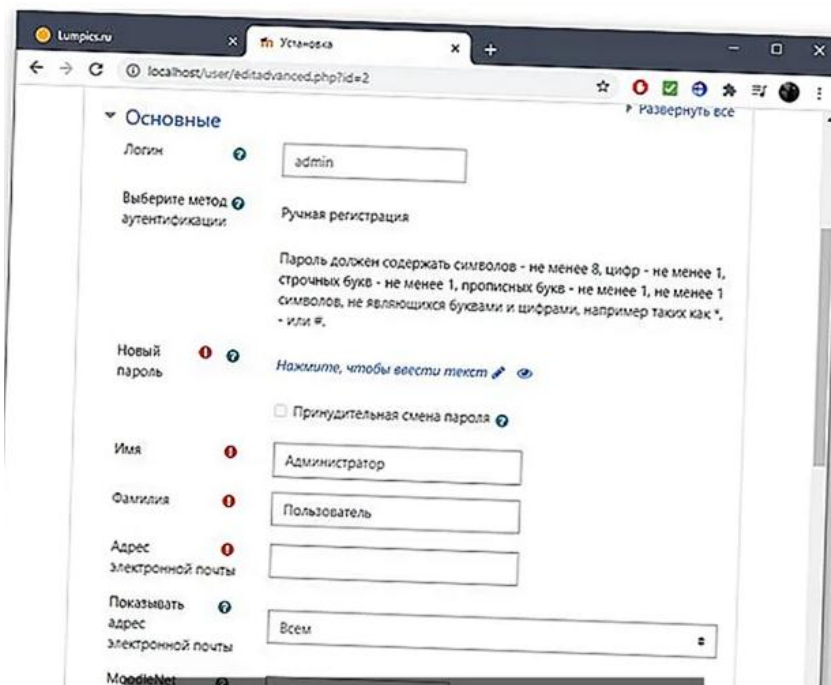 Lumpics.ru
Установка
localhost/user/editadvanced.php?id=2
Развернуть все
Основные
Логин
admin
Выберите метод
аутентификации
Ручная регистрация
Пароль должен содержать символов - не менее 8, цифр - не менее 1,
строчных букв - не менее 1, прописных букв - не менее 1, не менее 1
символов, не являющихся буквами и цифрами, например таких как *,
- или #.
Новый
пароль
Нажмите, чтобы ввести текст
Принудительная смена пароля
Имя
Администратор
Фамилия
Пользователь
Адрес
электронной почты
Показывать
адрес
электронной почты
Всем
MoodleNet